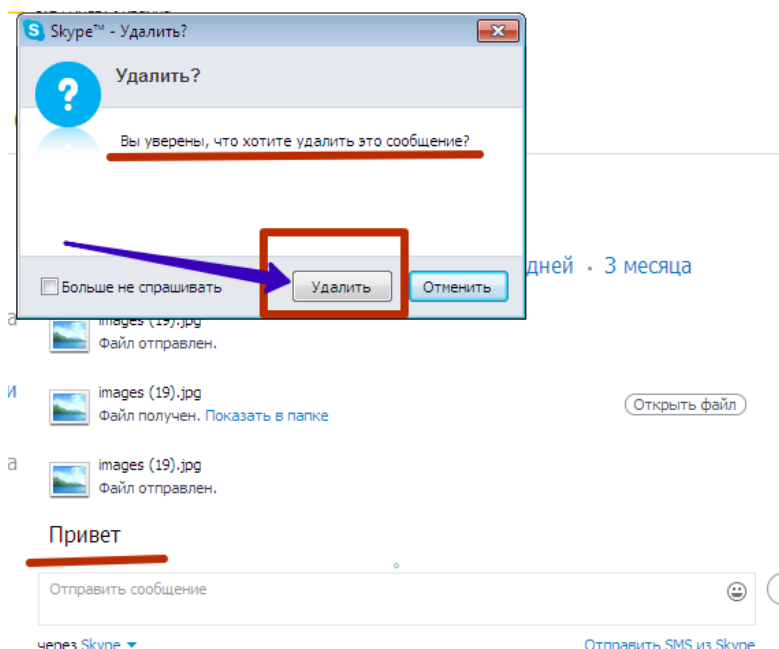 Skype™ - Удалить?
Удалить?
Вы уверены, что хотите удалить это сообщение?
Больше не спрашивать
Удалить
Отменить
дней • 3 месяца
а
images (19).jpg
Файл отправлен.
и
images (19).jpg
Файл получен. Показать в папке
Открыть файл
а
images (19).jpg
Файл отправлен.
Привет
Отправить сообщение
через Skype
Отправить SMS из Skype